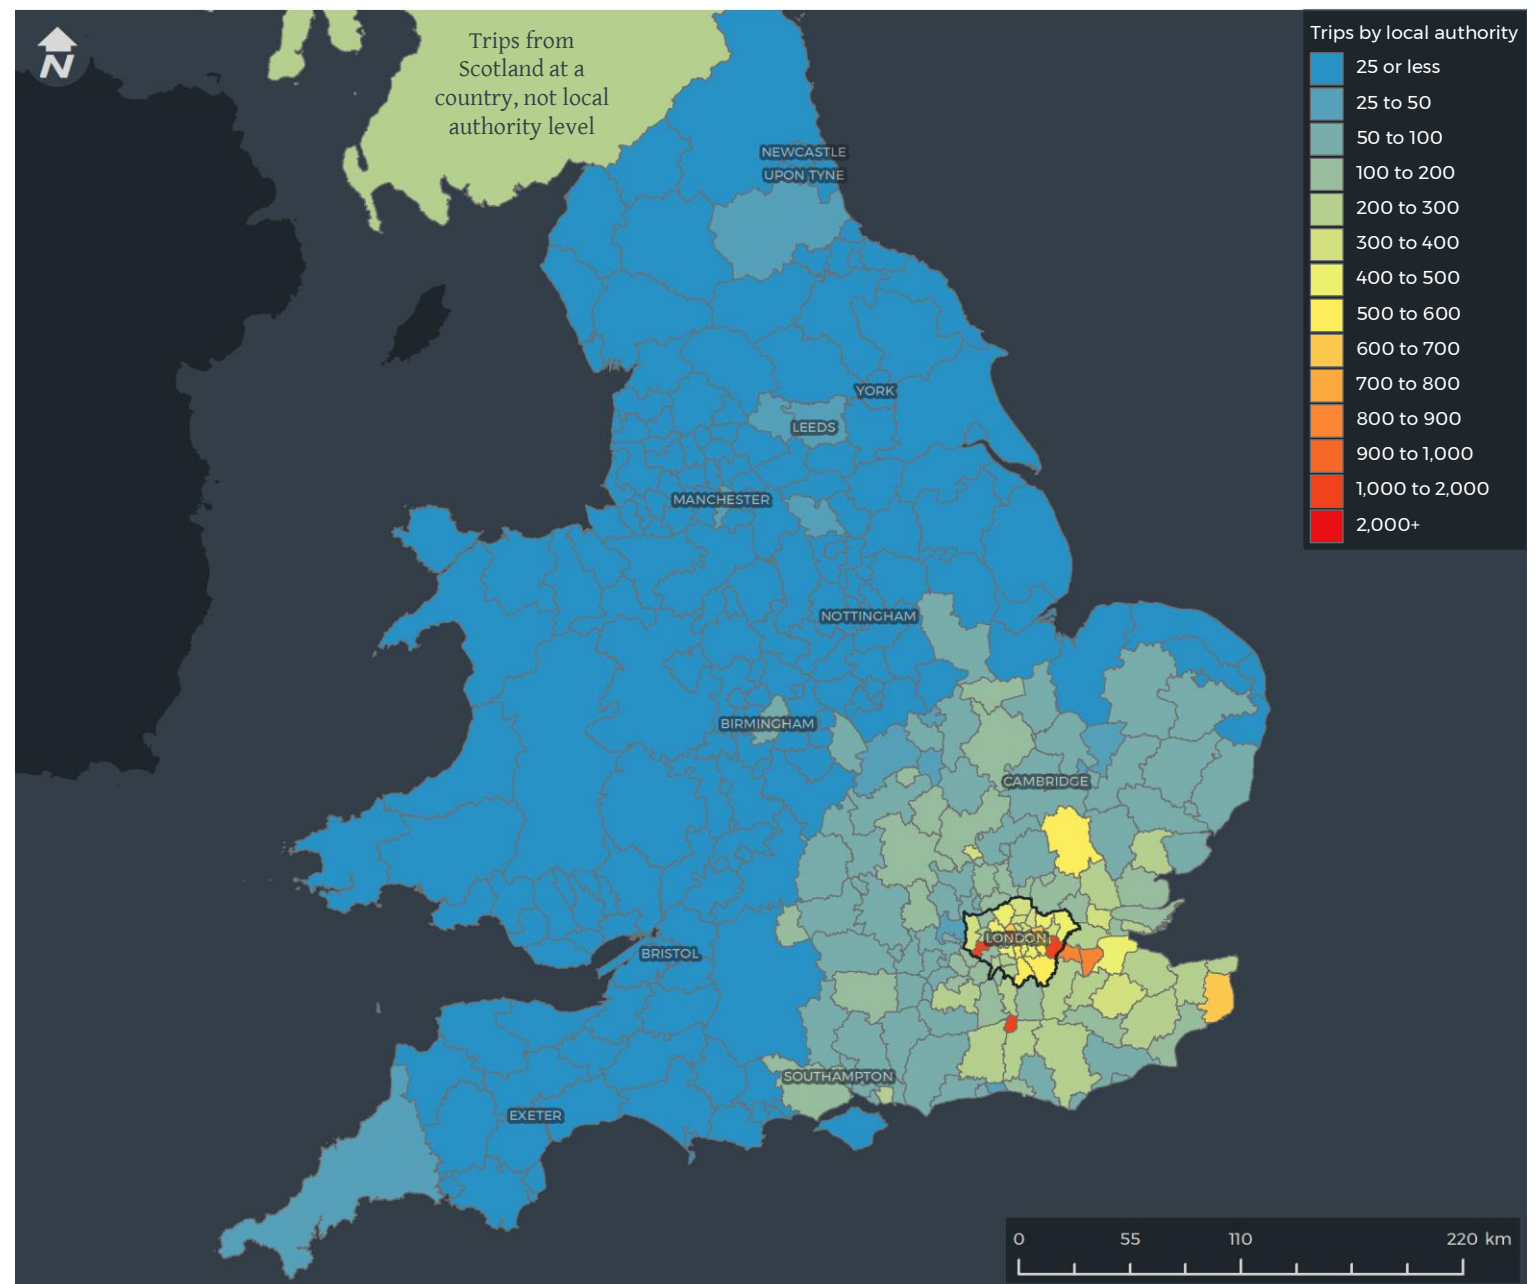 N
Trips from
Scotland at a
country, not local
authority level
Trips by local authority
25 or less
25 to 50
50 to 100
100 to 200
200 to 300
300 to 400
400 to 500
500 to 600
600 to 700
700 to 800
800 to 900
900 to 1,000
1,000 to 2,000
2,000+
NEWCASTLE
UPON TYNE
YORK
LEEDS
MANCHESTER
NOTTINGHAM
BIRMINGHAM
CAMBRIDGE
LONDON
BRISTOL
SOUTHAMPTON
EXETER
0 55 110 220 km